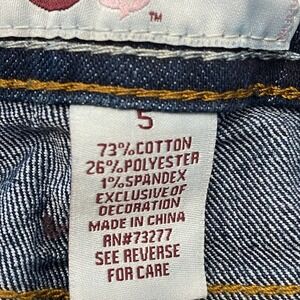 ™
5
73% COTTON
26% POLYESTER
1% SPANDEX
EXCLUSIVE OF
DECORATION
MADE IN CHINA
RN# 73277
SEE REVERSE
FOR CARE